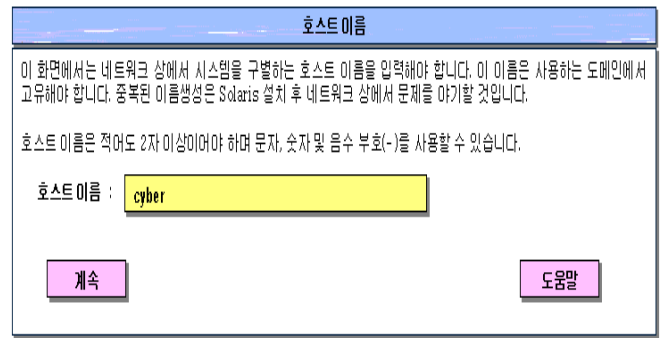 호스트 이름
이 화면에서는 네트워크 상에서 시스템을 구별하는 호스트 이름을 입력해야 합니다. 이 이름은 사용하는 도메인에서
고유해야 합니다. 중복된 이름생성은 Solaris 설치 후 네트워크 상에서 문제를 야기할 것입니다.
호스트 이름은 적어도 2자 이상이어야 하며 문자, 숫자 및 음수 부호(-)를 사용할 수 있습니다.
호스트 이름 : cyber
계속 도움말